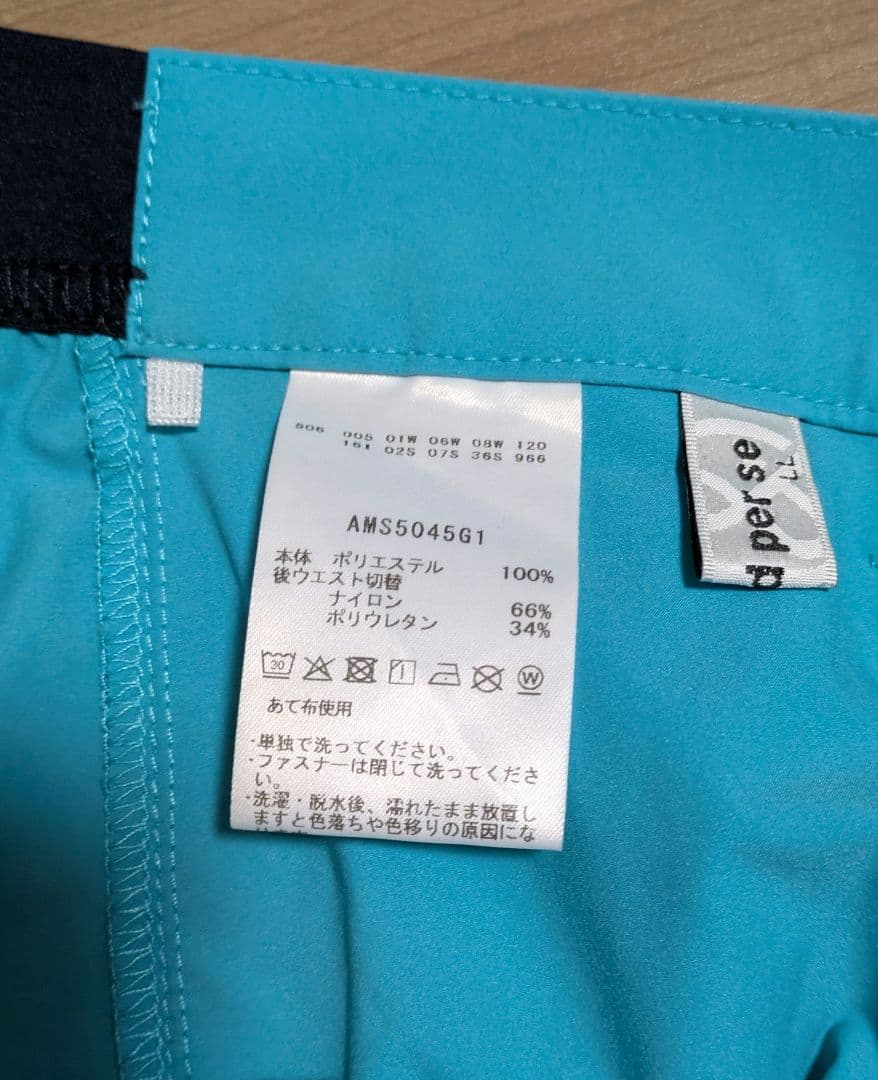 506 005 01W 06W 08W 120
161 02S 07S 36S 966
AMS5045G1
本体 ポリエステル 100%
後ウエスト切替
ナイロン 66%
ポリウレタン 34%
30
W
あて布使用
・単独で洗ってください。
・ファスナーは閉じて洗ってくださ
い。
・洗濯・脱水後、濡れたまま放置し
ますと色落ちや色移りの原因にな
d per se
LL